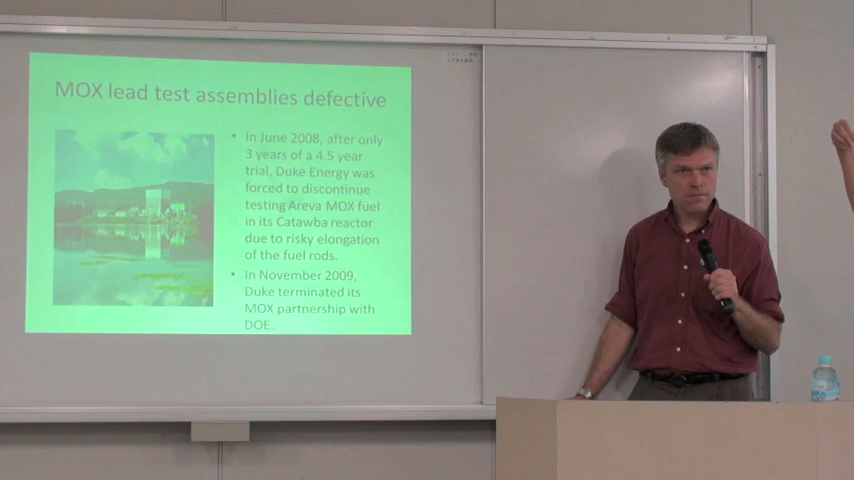 MOX lead test assemblies defective
• In June 2008, after only
3 years of a 4.5 year
trial, Duke Energy was
forced to discontinue
testing Areva MOX fuel
in its Catawba reactor
due to risky elongation
of the fuel rods.
• In November 2009,
Duke terminated its
MOX partnership with
DOE.